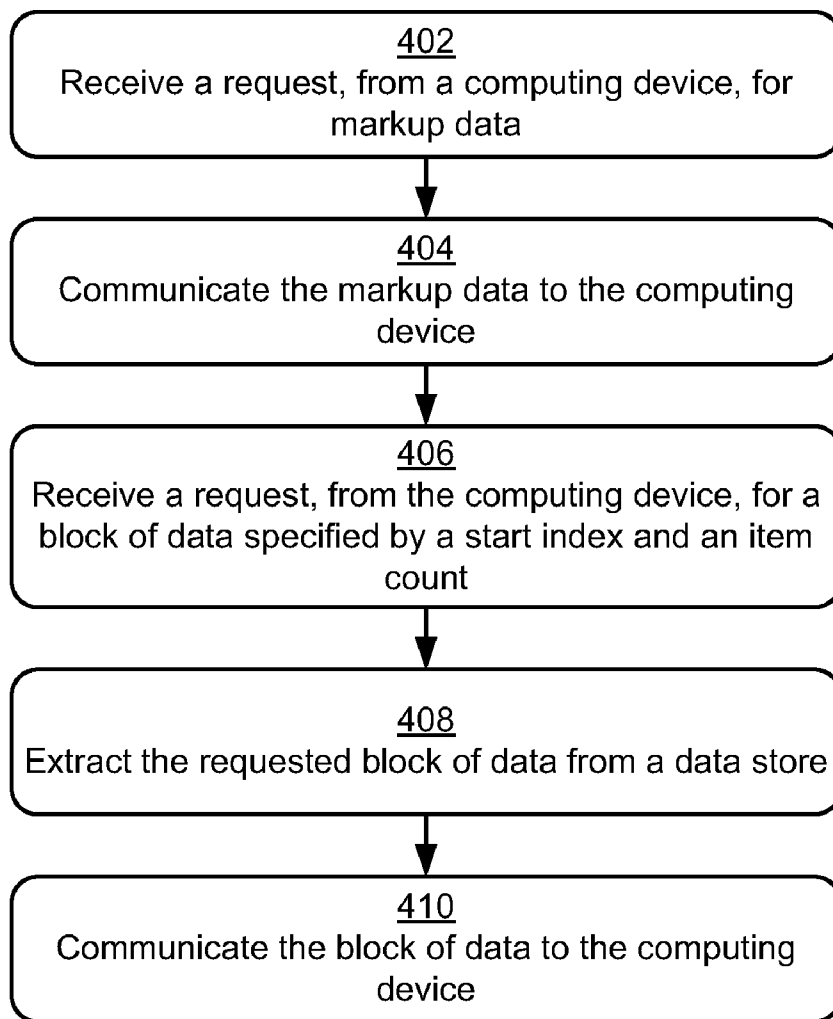 402
Receive a request, from a computing device, for
markup data
404
Communicate the markup data to the computing
device
406
Receive a request, from the computing device, for a
block of data specified by a start index and an item
count
408
Extract the requested block of data from a data store
410
Communicate the block of data to the computing
device